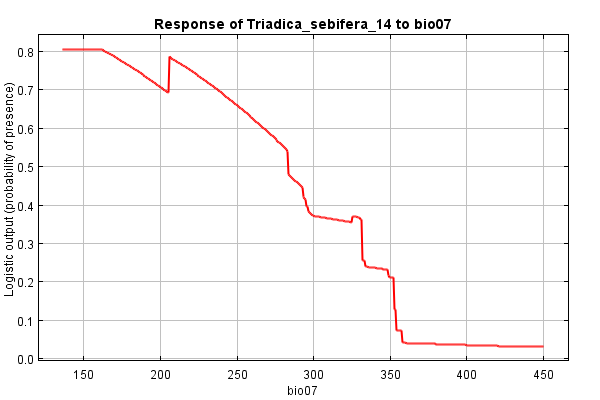 Response of Triadica_sebifera_14 to bio07
Logistic output (probability of presence)
0.8
0.7
0.6
0.5
0.4
0.3
0.2
0.1
0.0
150 200 250 300 350 400 450
bio07